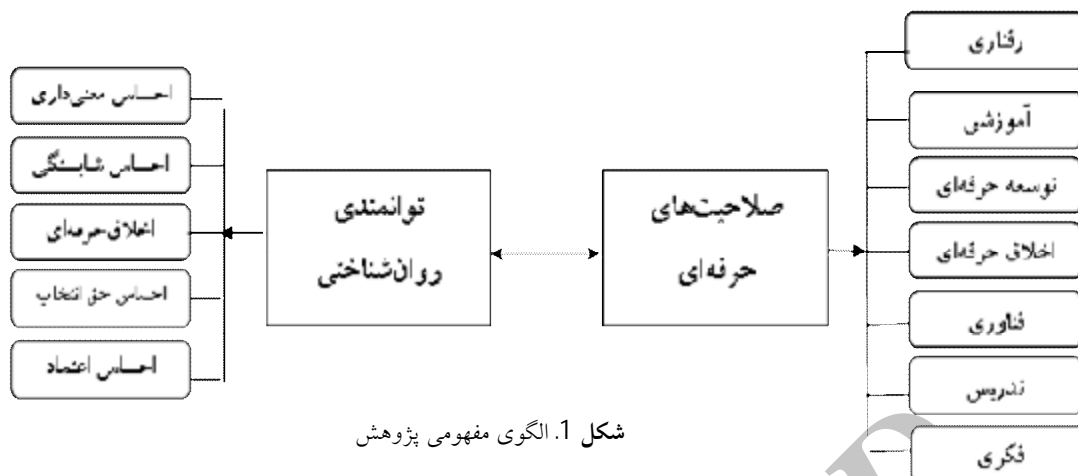 رفتاری
آموزشی
توسعه حرفه‌ای
اخلاق حرفه‌ای
فناوری
تدریس
فکری
صلاحیت‌های
حرفه‌ای
توانمندی
روان‌شناختی
احساس معنی‌داری
احساس شایستگی
اخلاق حرفه‌ای
احساس حق انتخاب
احساس اعتماد
شکل 1. الگوی مفهومی پژوهش